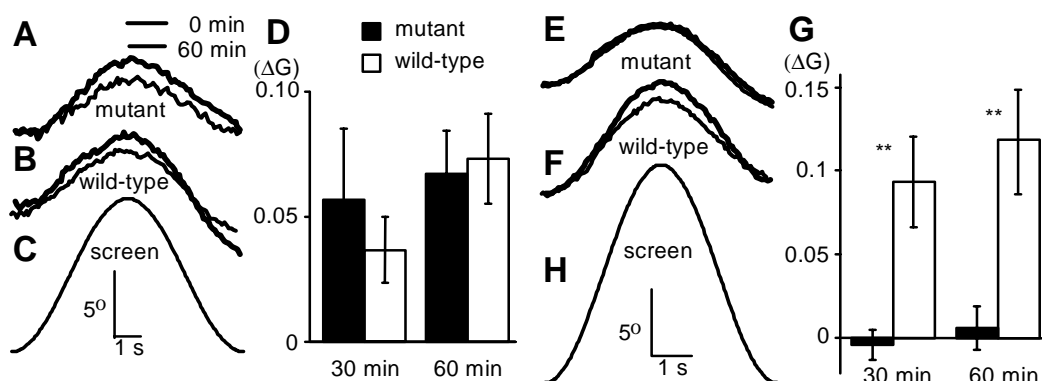 A
0 min
60 min
mutant
B
wild-type
C
screen
5º
1 s
D
(ΔG)
mutant
wild-type
0.10
0.05
0
30 min 60 min
E
mutant
F
wild-type
H
screen
5º
1 s
G
(ΔG)
0.15
0.1
0.05
0
**
**
30 min 60 min